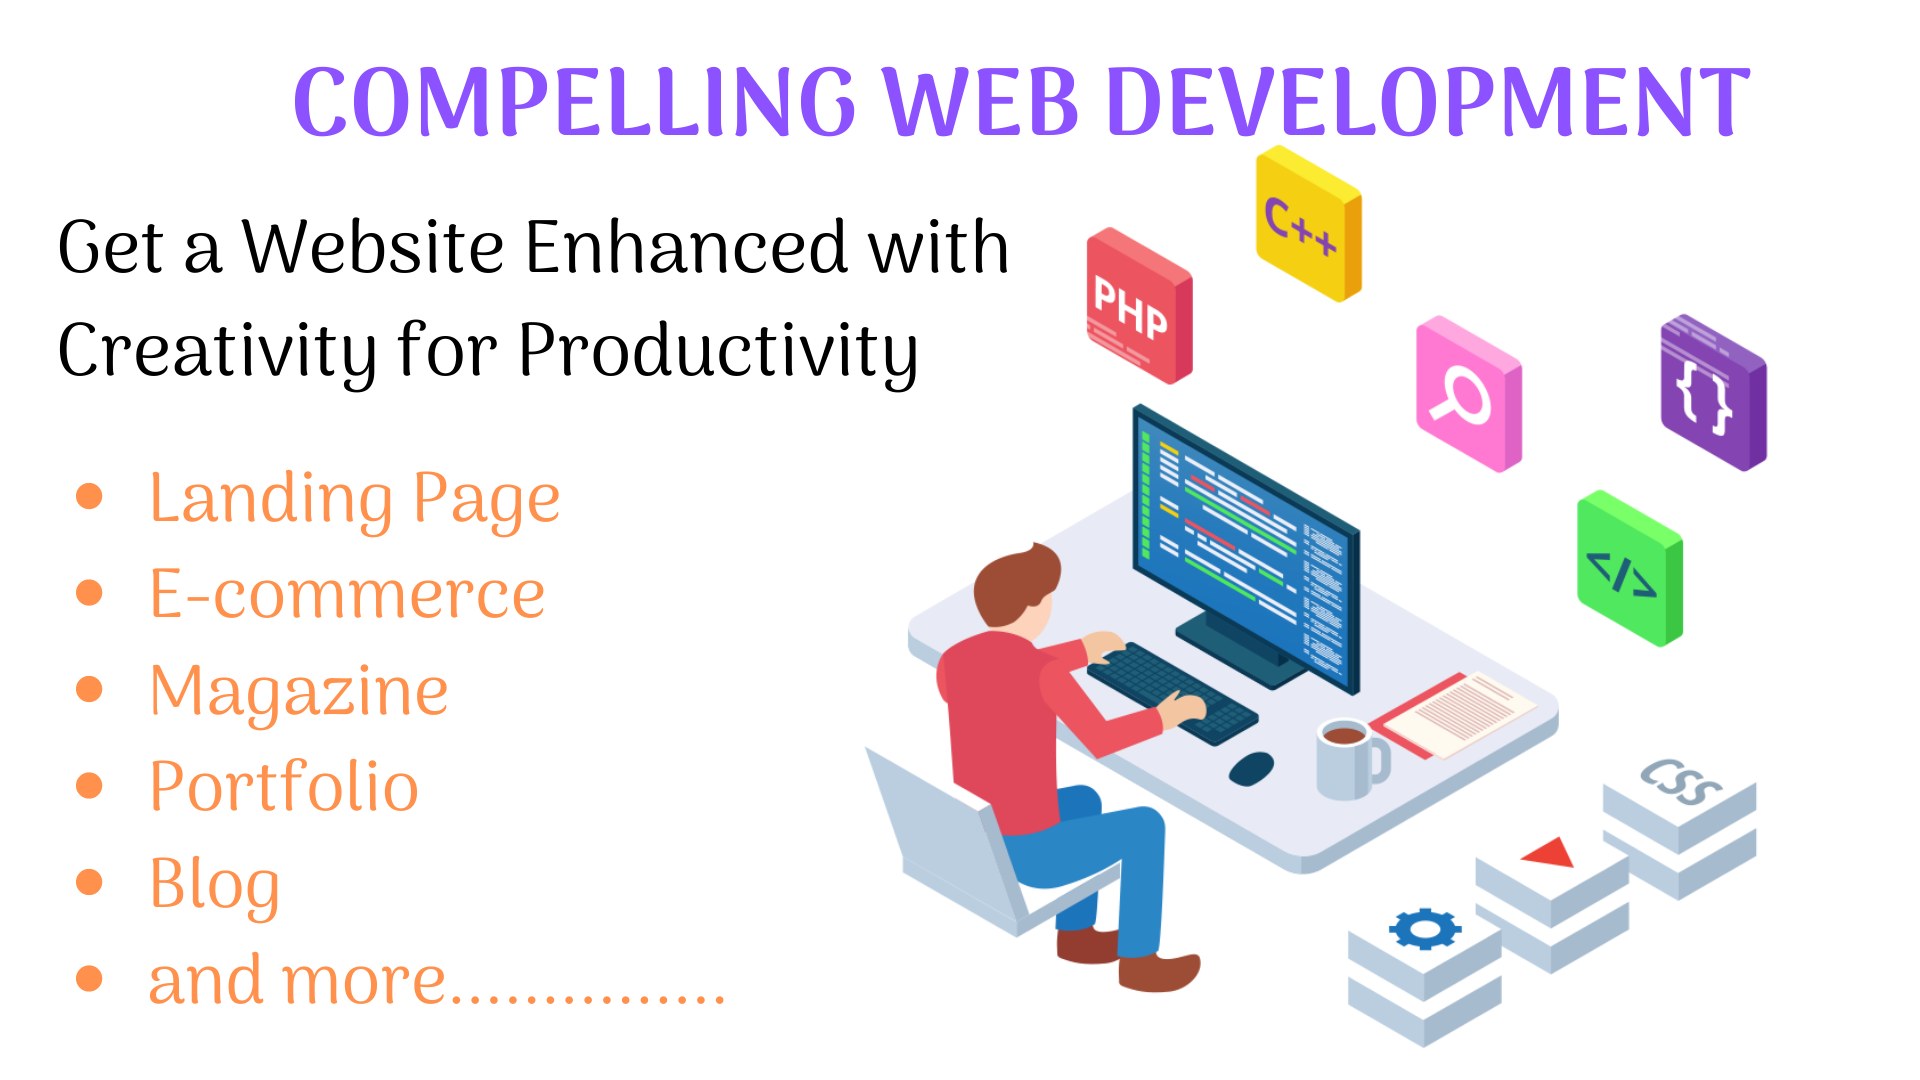 COMPELLING WEB DEVELOPMENT
Get a Website Enhanced with
Creativity for Productivity
• Landing Page
• E-commerce
• Magazine
• Portfolio
• Blog
• and more...............
C++
PHP
{}
</>
CSS